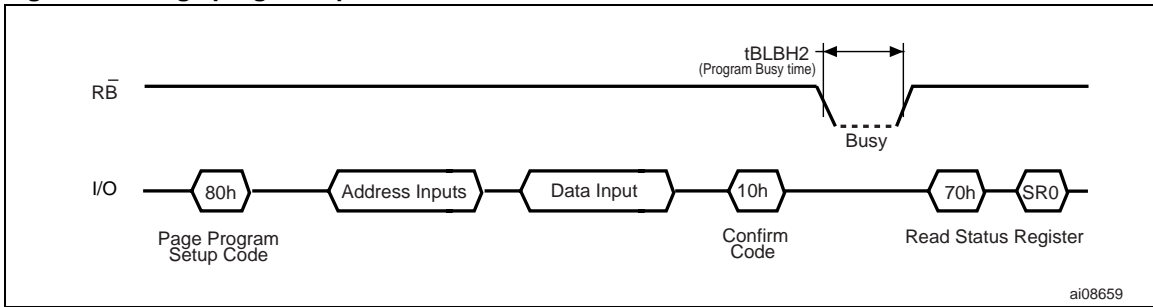 tBLBH2
(Program Busy time)
RB̅
Busy
I/O
80h
Address Inputs
Data Input
10h
70h
SR0
Page Program
Setup Code
Confirm
Code
Read Status Register
ai08659